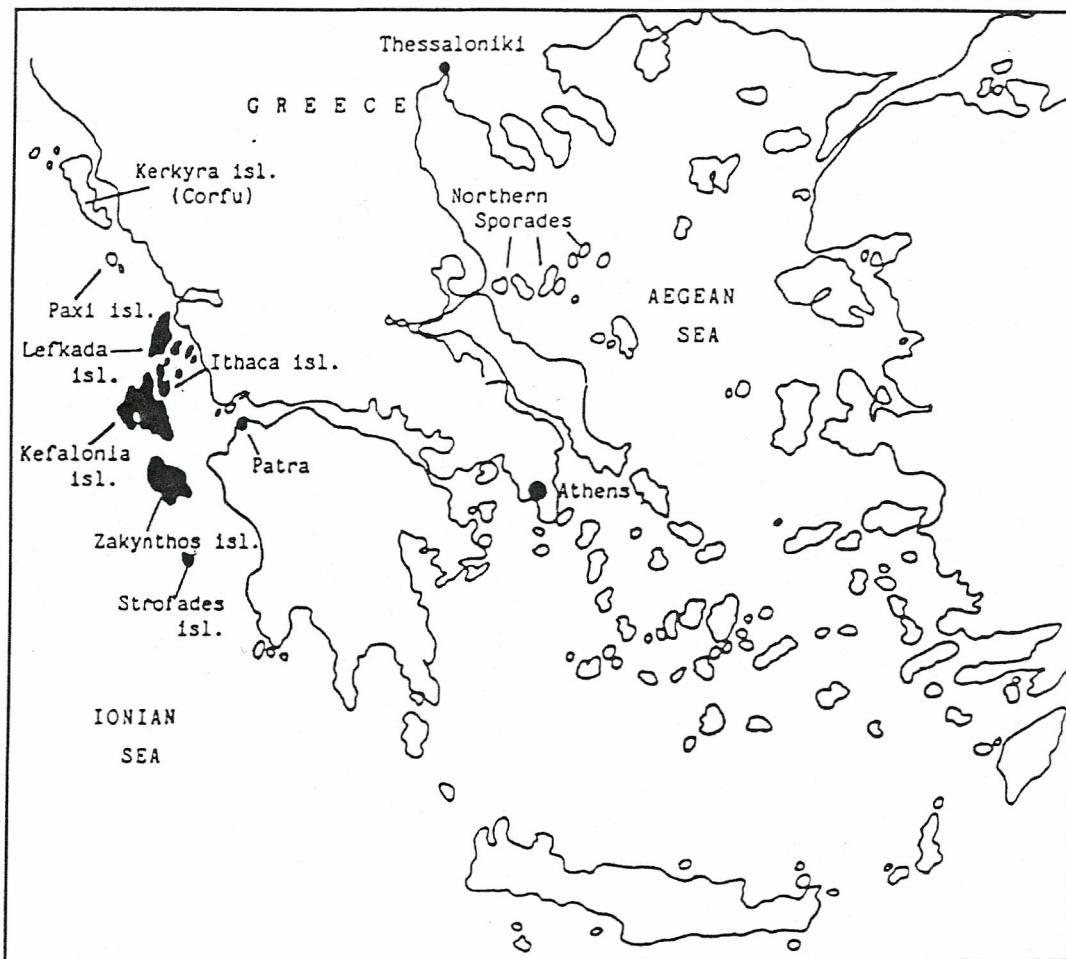 Thessaloniki
G R E E C E
Kerkyra isl.
(Corfu)
Northern
Sporades
Paxi isl.
AEGEAN
SEA
Lefkada
isl.
Ithaca isl.
Kefalonia
isl.
Patra
Athens
Zakynthos isl.
Strofades
isl.
IONIAN
SEA